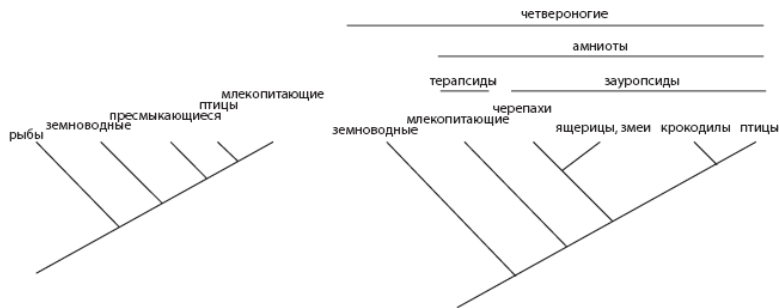 рыбы
земноводные
пресмыкающиеся
птицы
млекопитающие
четвероногие
амниоты
терапсиды
зауропсиды
земноводные
млекопитающие
черепахи
ящерицы, змеи
крокодилы
птицы